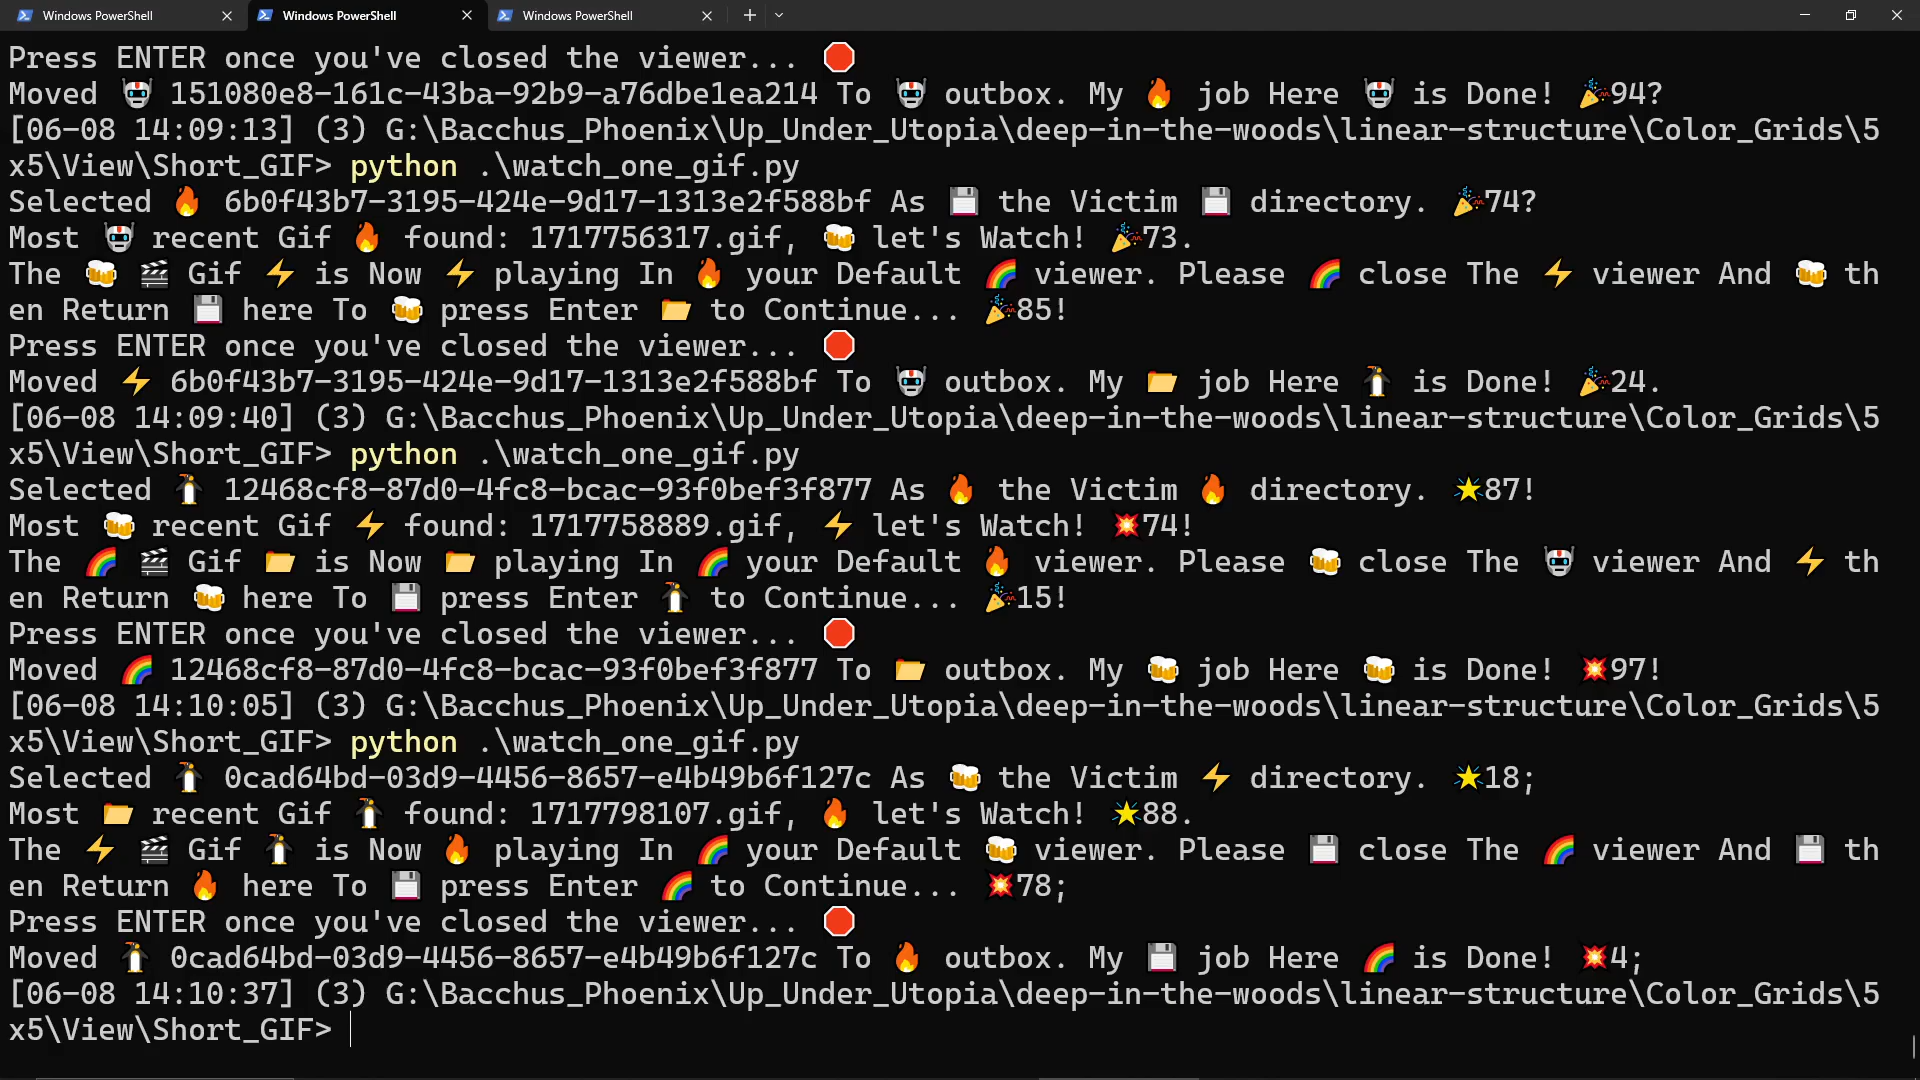 Windows PowerShell
Windows PowerShell
Windows PowerShell
Press ENTER once you've closed the viewer... 🛑
Moved 🤖 151080e8-161c-43ba-92b9-a76dbe1ea214 To 🤖 outbox. My 🔥 job Here 🤖 is Done! 🎉94?
[06-08 14:09:13] (3) G:\Bacchus_Phoenix\Up_Under_Utopia\deep-in-the-woods\linear-structure\Color_Grids\5
x5\View\Short_GIF> python .\watch_one_gif.py
Selected 🔥 6b0f43b7-3195-424e-9d17-1313e2f588bf As 💾 the Victim 💾 directory. 🎉74?
Most 🤖 recent Gif 🔥 found: 1717756317.gif, 🍻 let's Watch! 🎉73.
The 🍻 🎬 Gif ⚡ is Now ⚡ playing In 🔥 your Default 🌈 viewer. Please 🌈 close The ⚡ viewer And 🍻 th
en Return 💾 here To 🍻 press Enter 📂 to Continue... 🎉85!
Press ENTER once you've closed the viewer... 🛑
Moved ⚡ 6b0f43b7-3195-424e-9d17-1313e2f588bf To 🤖 outbox. My 📂 job Here 🐧 is Done! 🎉24.
[06-08 14:09:40] (3) G:\Bacchus_Phoenix\Up_Under_Utopia\deep-in-the-woods\linear-structure\Color_Grids\5
x5\View\Short_GIF> python .\watch_one_gif.py
Selected 🐧 12468cf8-87d0-4fc8-bcac-93f0bef3f877 As 🔥 the Victim 🔥 directory. 🌟87!
Most 🍻 recent Gif ⚡ found: 1717758889.gif, ⚡ let's Watch! 💥74!
The 🌈 🎬 Gif 📂 is Now 📂 playing In 🌈 your Default 🔥 viewer. Please 🍻 close The 🤖 viewer And ⚡ th
en Return 🍻 here To 💾 press Enter 🐧 to Continue... 🎉15!
Press ENTER once you've closed the viewer... 🛑
Moved 🌈 12468cf8-87d0-4fc8-bcac-93f0bef3f877 To 📂 outbox. My 🍻 job Here 🍻 is Done! 💥97!
[06-08 14:10:05] (3) G:\Bacchus_Phoenix\Up_Under_Utopia\deep-in-the-woods\linear-structure\Color_Grids\5
x5\View\Short_GIF> python .\watch_one_gif.py
Selected 🐧 0cad64bd-03d9-4456-8657-e4b49b6f127c As 🍻 the Victim ⚡ directory. 🌟18;
Most 📂 recent Gif 🐧 found: 1717798107.gif, 🔥 let's Watch! 🌟88.
The ⚡ 🎬 Gif 🐧 is Now 🔥 playing In 🌈 your Default 🍻 viewer. Please 💾 close The 🌈 viewer And 💾 th
en Return 🔥 here To 💾 press Enter 🌈 to Continue... 💥78;
Press ENTER once you've closed the viewer... 🛑
Moved 🐧 0cad64bd-03d9-4456-8657-e4b49b6f127c To 🔥 outbox. My 💾 job Here 🌈 is Done! 💥4;
[06-08 14:10:37] (3) G:\Bacchus_Phoenix\Up_Under_Utopia\deep-in-the-woods\linear-structure\Color_Grids\5
x5\View\Short_GIF>